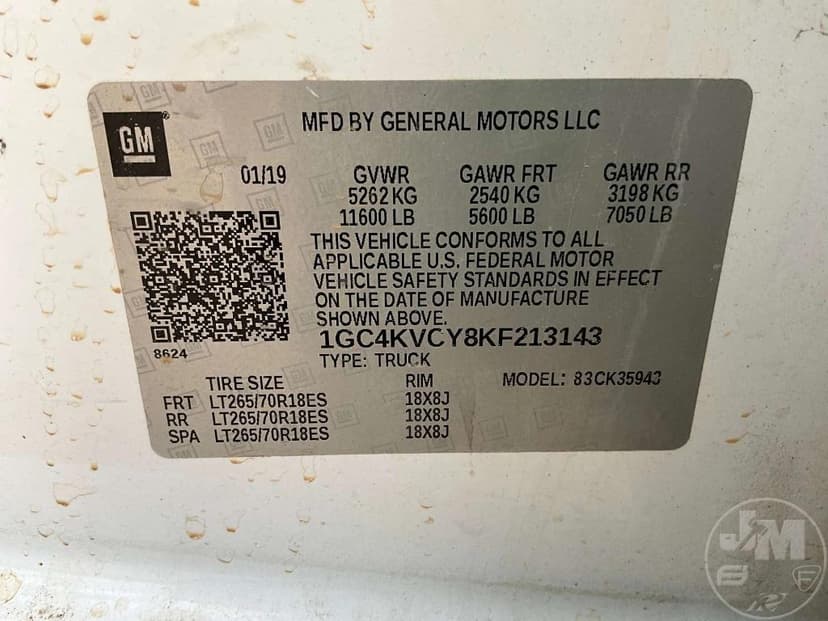 GM
MFD BY GENERAL MOTORS LLC
01/19 GVWR GAWR FRT GAWR RR
5262 KG 2540 KG 3198 KG
11600 LB 5600 LB 7050 LB
THIS VEHICLE CONFORMS TO ALL
APPLICABLE U.S. FEDERAL MOTOR
VEHICLE SAFETY STANDARDS IN EFFECT
ON THE DATE OF MANUFACTURE
SHOWN ABOVE.
8624
1GC4KVCY8KF213143
TYPE: TRUCK
TIRE SIZE RIM MODEL: 83CK35943
FRT LT265/70R18ES 18X8J
RR LT265/70R18ES 18X8J
SPA LT265/70R18ES 18X8J
JM